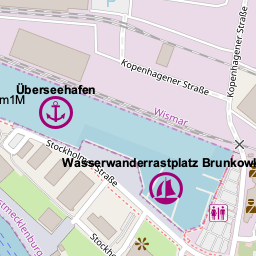 Kopenhagener Straße
Kopenhagener Straße
Überseehafen
m1M
Wismar
Stockholmer Straße
Wasserwanderrastplatz Brunkow